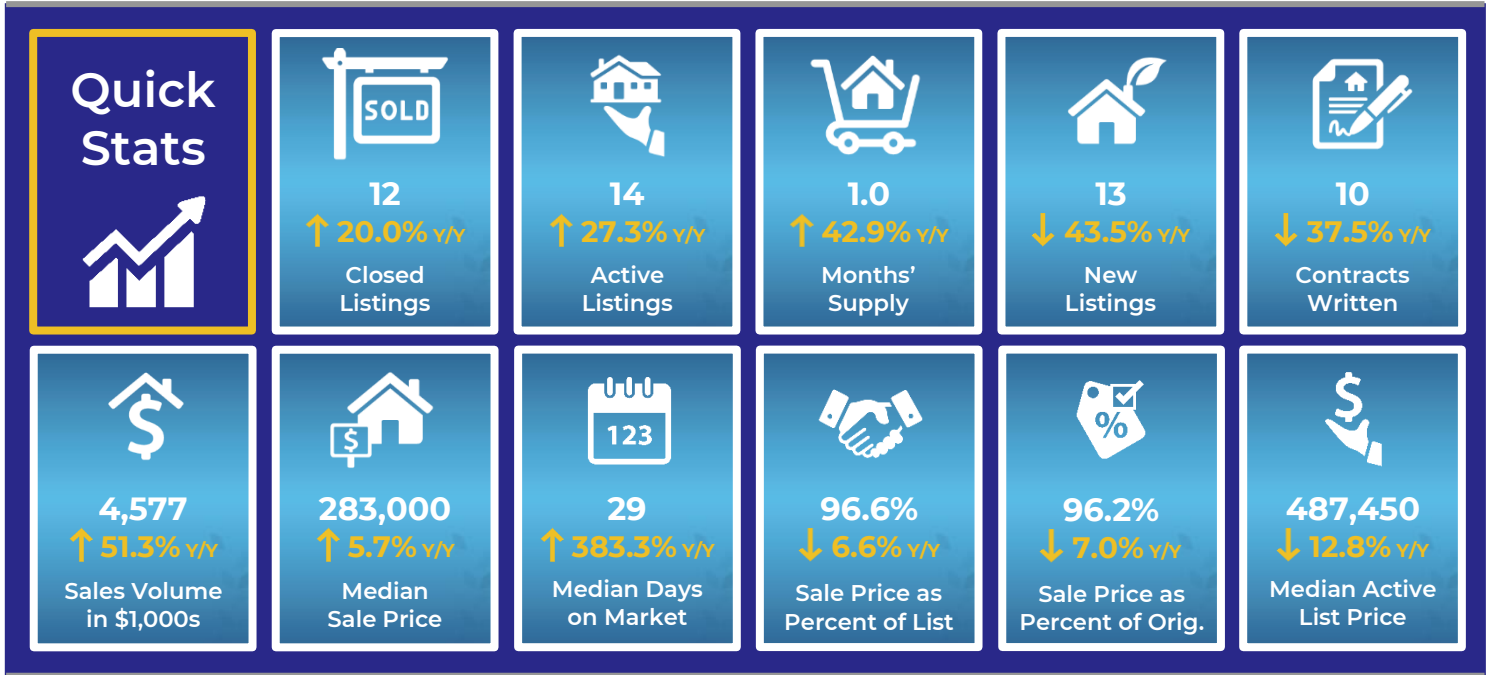 Quick
Stats
SOLD
12
↑ 20.0% Y/Y
Closed
Listings
14
↑ 27.3% Y/Y
Active
Listings
1.0
↑ 42.9% Y/Y
Months’
Supply
13
↓ 43.5% Y/Y
New
Listings
10
↓ 37.5% Y/Y
Contracts
Written
$
4,577
↑ 51.3% Y/Y
Sales Volume
in $1,000s
$
283,000
↑ 5.7% Y/Y
Median
Sale Price
123
29
↑ 383.3% Y/Y
Median Days
on Market
96.6%
↓ 6.6% Y/Y
Sale Price as
Percent of List
%
96.2%
↓ 7.0% Y/Y
Sale Price as
Percent of Orig.
$
487,450
↓ 12.8% Y/Y
Median Active
List Price